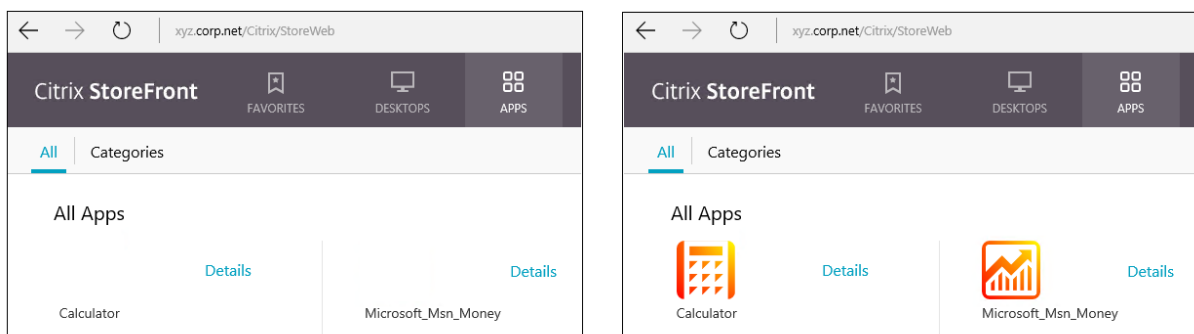 xyz.corp.net/Citrix/StoreWeb
Citrix StoreFront
FAVORITES
DESKTOPS
APPS
All
Categories
All Apps
Details
Details
Calculator
Microsoft_Msn_Money
xyz.corp.net/Citrix/StoreWeb
Citrix StoreFront
FAVORITES
DESKTOPS
APPS
All
Categories
All Apps
Details
Details
Calculator
Microsoft_Msn_Money